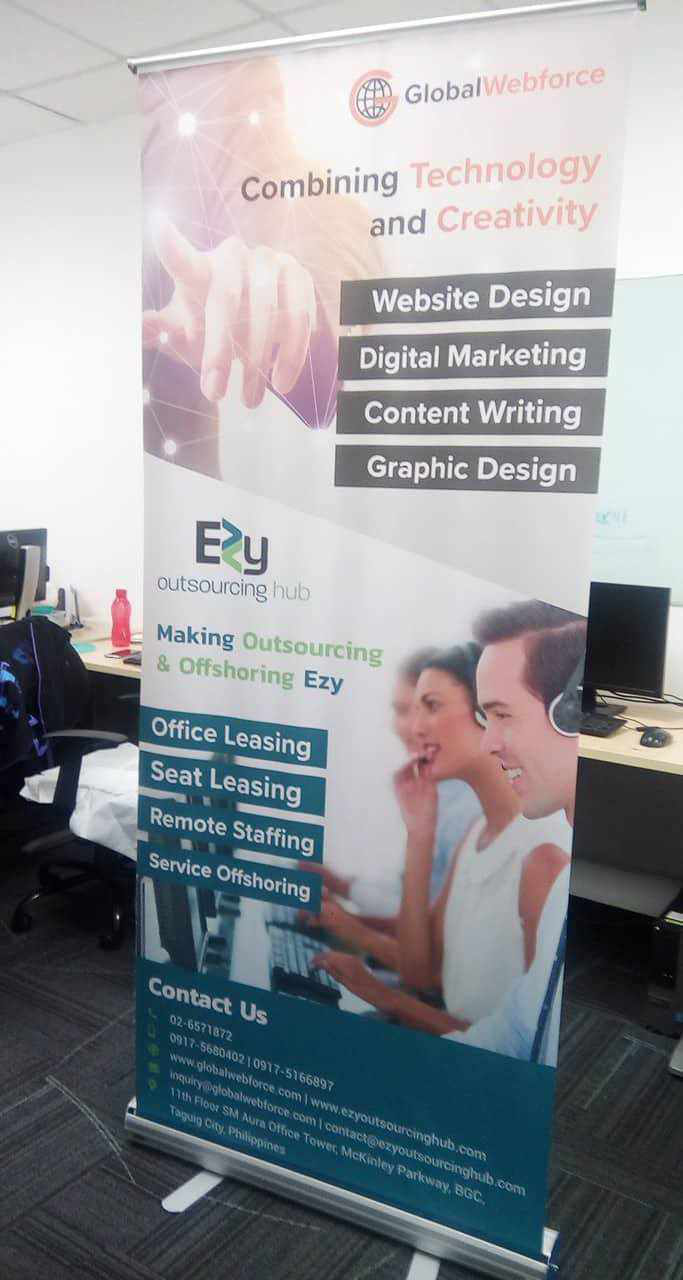 GlobalWebforce
Combining Technology
and Creativity
Website Design
Digital Marketing
Content Writing
Graphic Design
Ezy
outsourcing hub
Making Outsourcing
& Offshoring Ezy
Office Leasing
Seat Leasing
Remote Staffing
Service Offshoring
Contact Us
02-6571872
0917-5680402 | 0917-5166897
www.globalwebforce.com | www.ezyoutsourcinghub.com
inquiry@globalwebforce.com | contact@ezyoutsourcinghub.com
11th Floor SM Aura Office Tower, McKinley Parkway, BGC,
Taguig City, Philippines